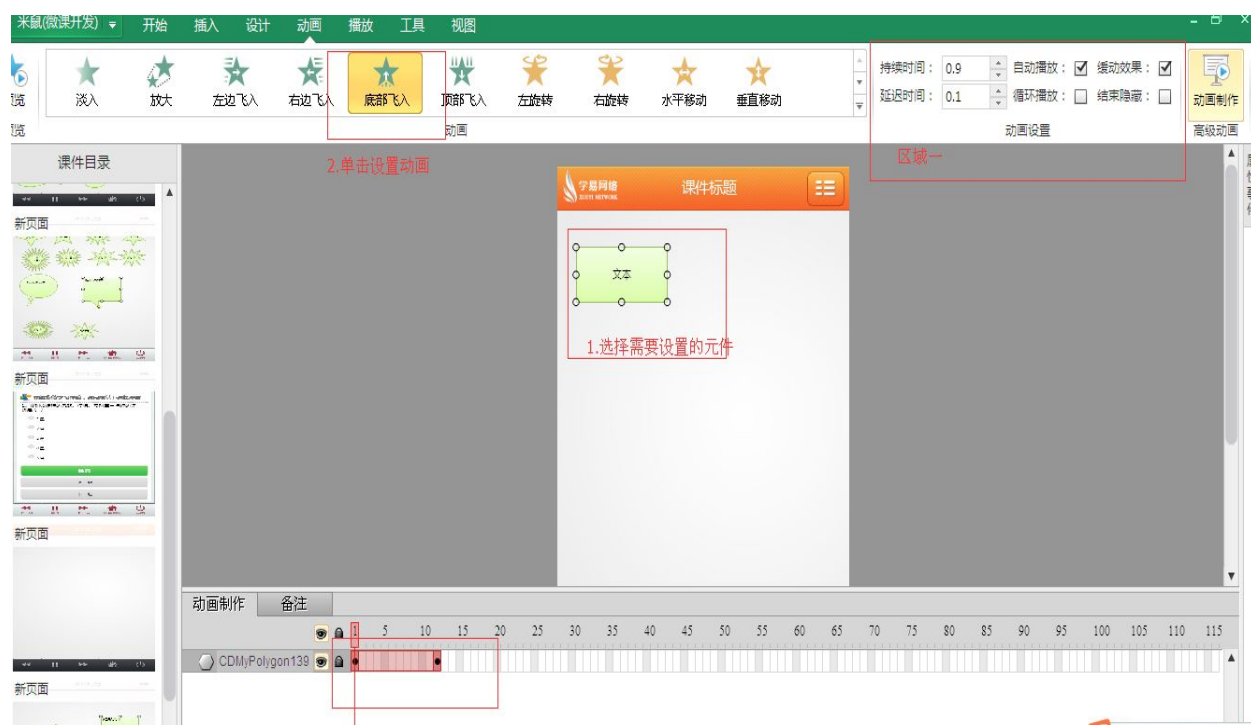 米鼠(微课开发)
开始 插入 设计 动画 播放 工具 视图
淡入 放大 左边飞入 右边飞入 底部飞入 顶部飞入 左旋转 右旋转 水平移动 垂直移动
持续时间： 0.9 自动播放： 缓动效果：
延迟时间： 0.1 循环播放： 结束隐蔽：
动画制作
动画 动画设置 高级动画
课件目录
2.单击设置动画
区域一
学易网络
课件标题
新页面
文本
1.选择需要设置的元件
新页面
新页面
动画制作 备注
1 5 10 15 20 25 30 35 40 45 50 55 60 65 70 75 80 85 90 95 100 105 110 115
CDMyPolygon139
新页面